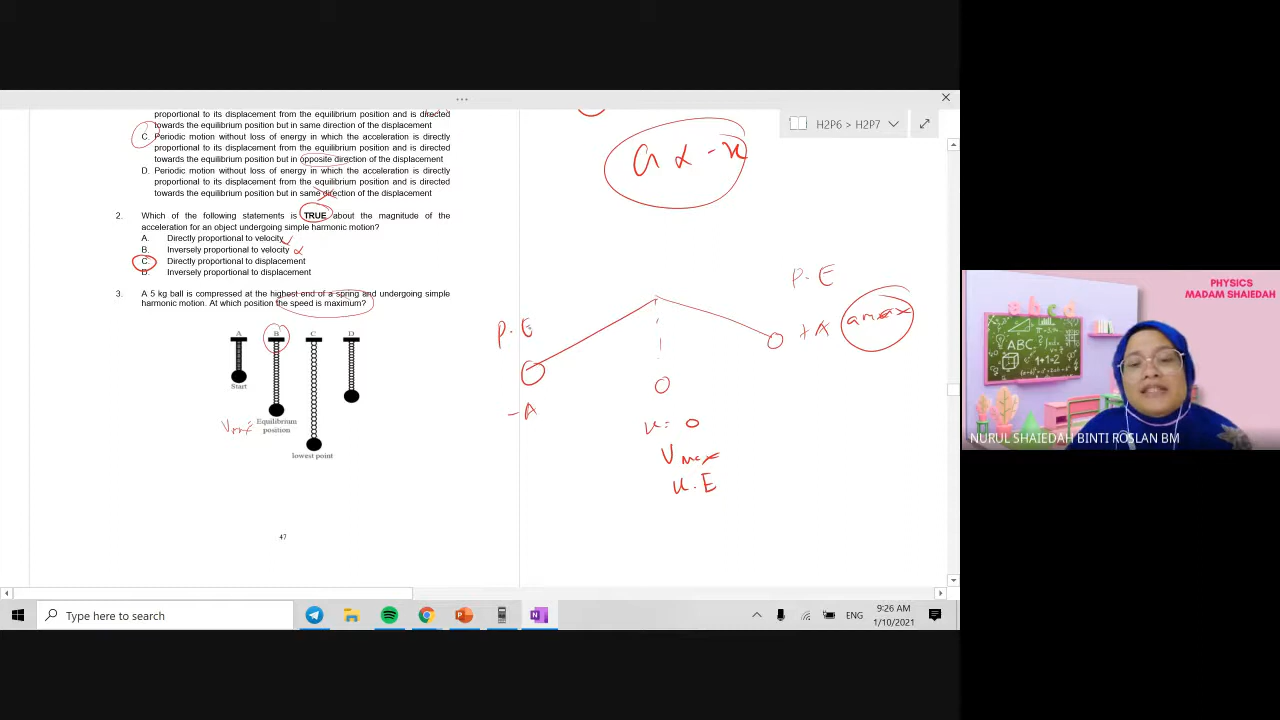 H2P6 > H2P7
proportional to its displacement from the equilibrium position and is directed
towards the equilibrium position but in same direction of the displacement
C. Periodic motion without loss of energy in which the acceleration is directly
proportional to its displacement from the equilibrium position and is directed
towards the equilibrium position but in opposite direction of the displacement
D. Periodic motion without loss of energy in which the acceleration is directly
proportional to its displacement from the equilibrium position and is directed
towards the equilibrium position but in same direction of the displacement
2. Which of the following statements is TRUE about the magnitude of the
acceleration for an object undergoing simple harmonic motion?
A. Directly proportional to velocity
B. Inversely proportional to velocity
C. Directly proportional to displacement
D. Inversely proportional to displacement
3. A 5 kg ball is compressed at the highest end of a spring and undergoing simple
harmonic motion. At which position the speed is maximum?
A B C D
Start
Vmax
Equilibrium
position
lowest point
47
a α -x
P.E
P.E
+A
amax
-A
x = 0
Vmax
K.E
PHYSICS
MADAM SHAIEDAH
ABC
NURUL SHAIEDAH BINTI ROSLAN BM
Type here to search
ENG
9:26 AM
1/10/2021